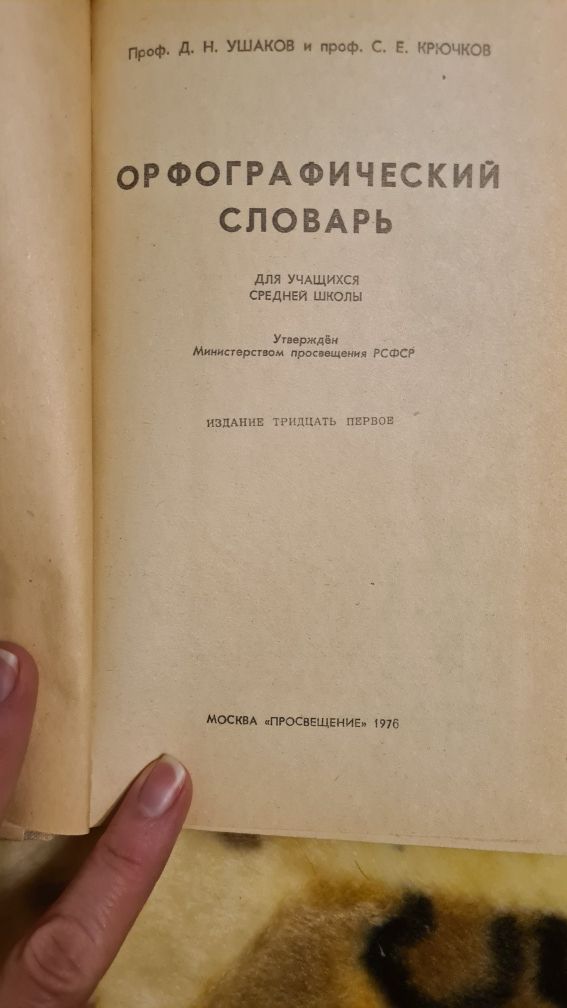 Проф. Д. Н. УШАКОВ и проф. С. Е. КРЮЧКОВ
ОРФОГРАФИЧЕСКИЙ
СЛОВАРЬ
ДЛЯ УЧАЩИХСЯ
СРЕДНЕЙ ШКОЛЫ
Утверждён
Министерством просвещения РСФСР
ИЗДАНИЕ ТРИДЦАТЬ ПЕРВОЕ
МОСКВА «ПРОСВЕЩЕНИЕ» 1976